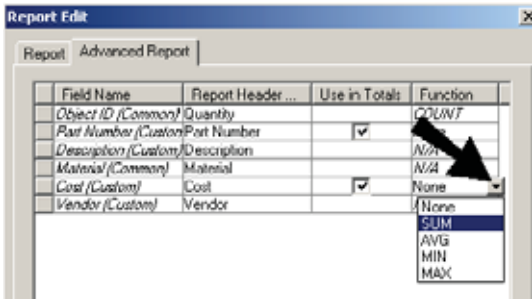 Report Edit
Report Advanced Report
Field Name Report Header ... Use in Totals Function
Object ID (Common) Quantity COUNT
Part Number (Custom Part Number
Description (Custom) Description N/A
Material (Common) Material N/A
Cost (Custom) Cost None
Vendor (Custom) Vendor
None
SUM
AVG
MIN
MAX